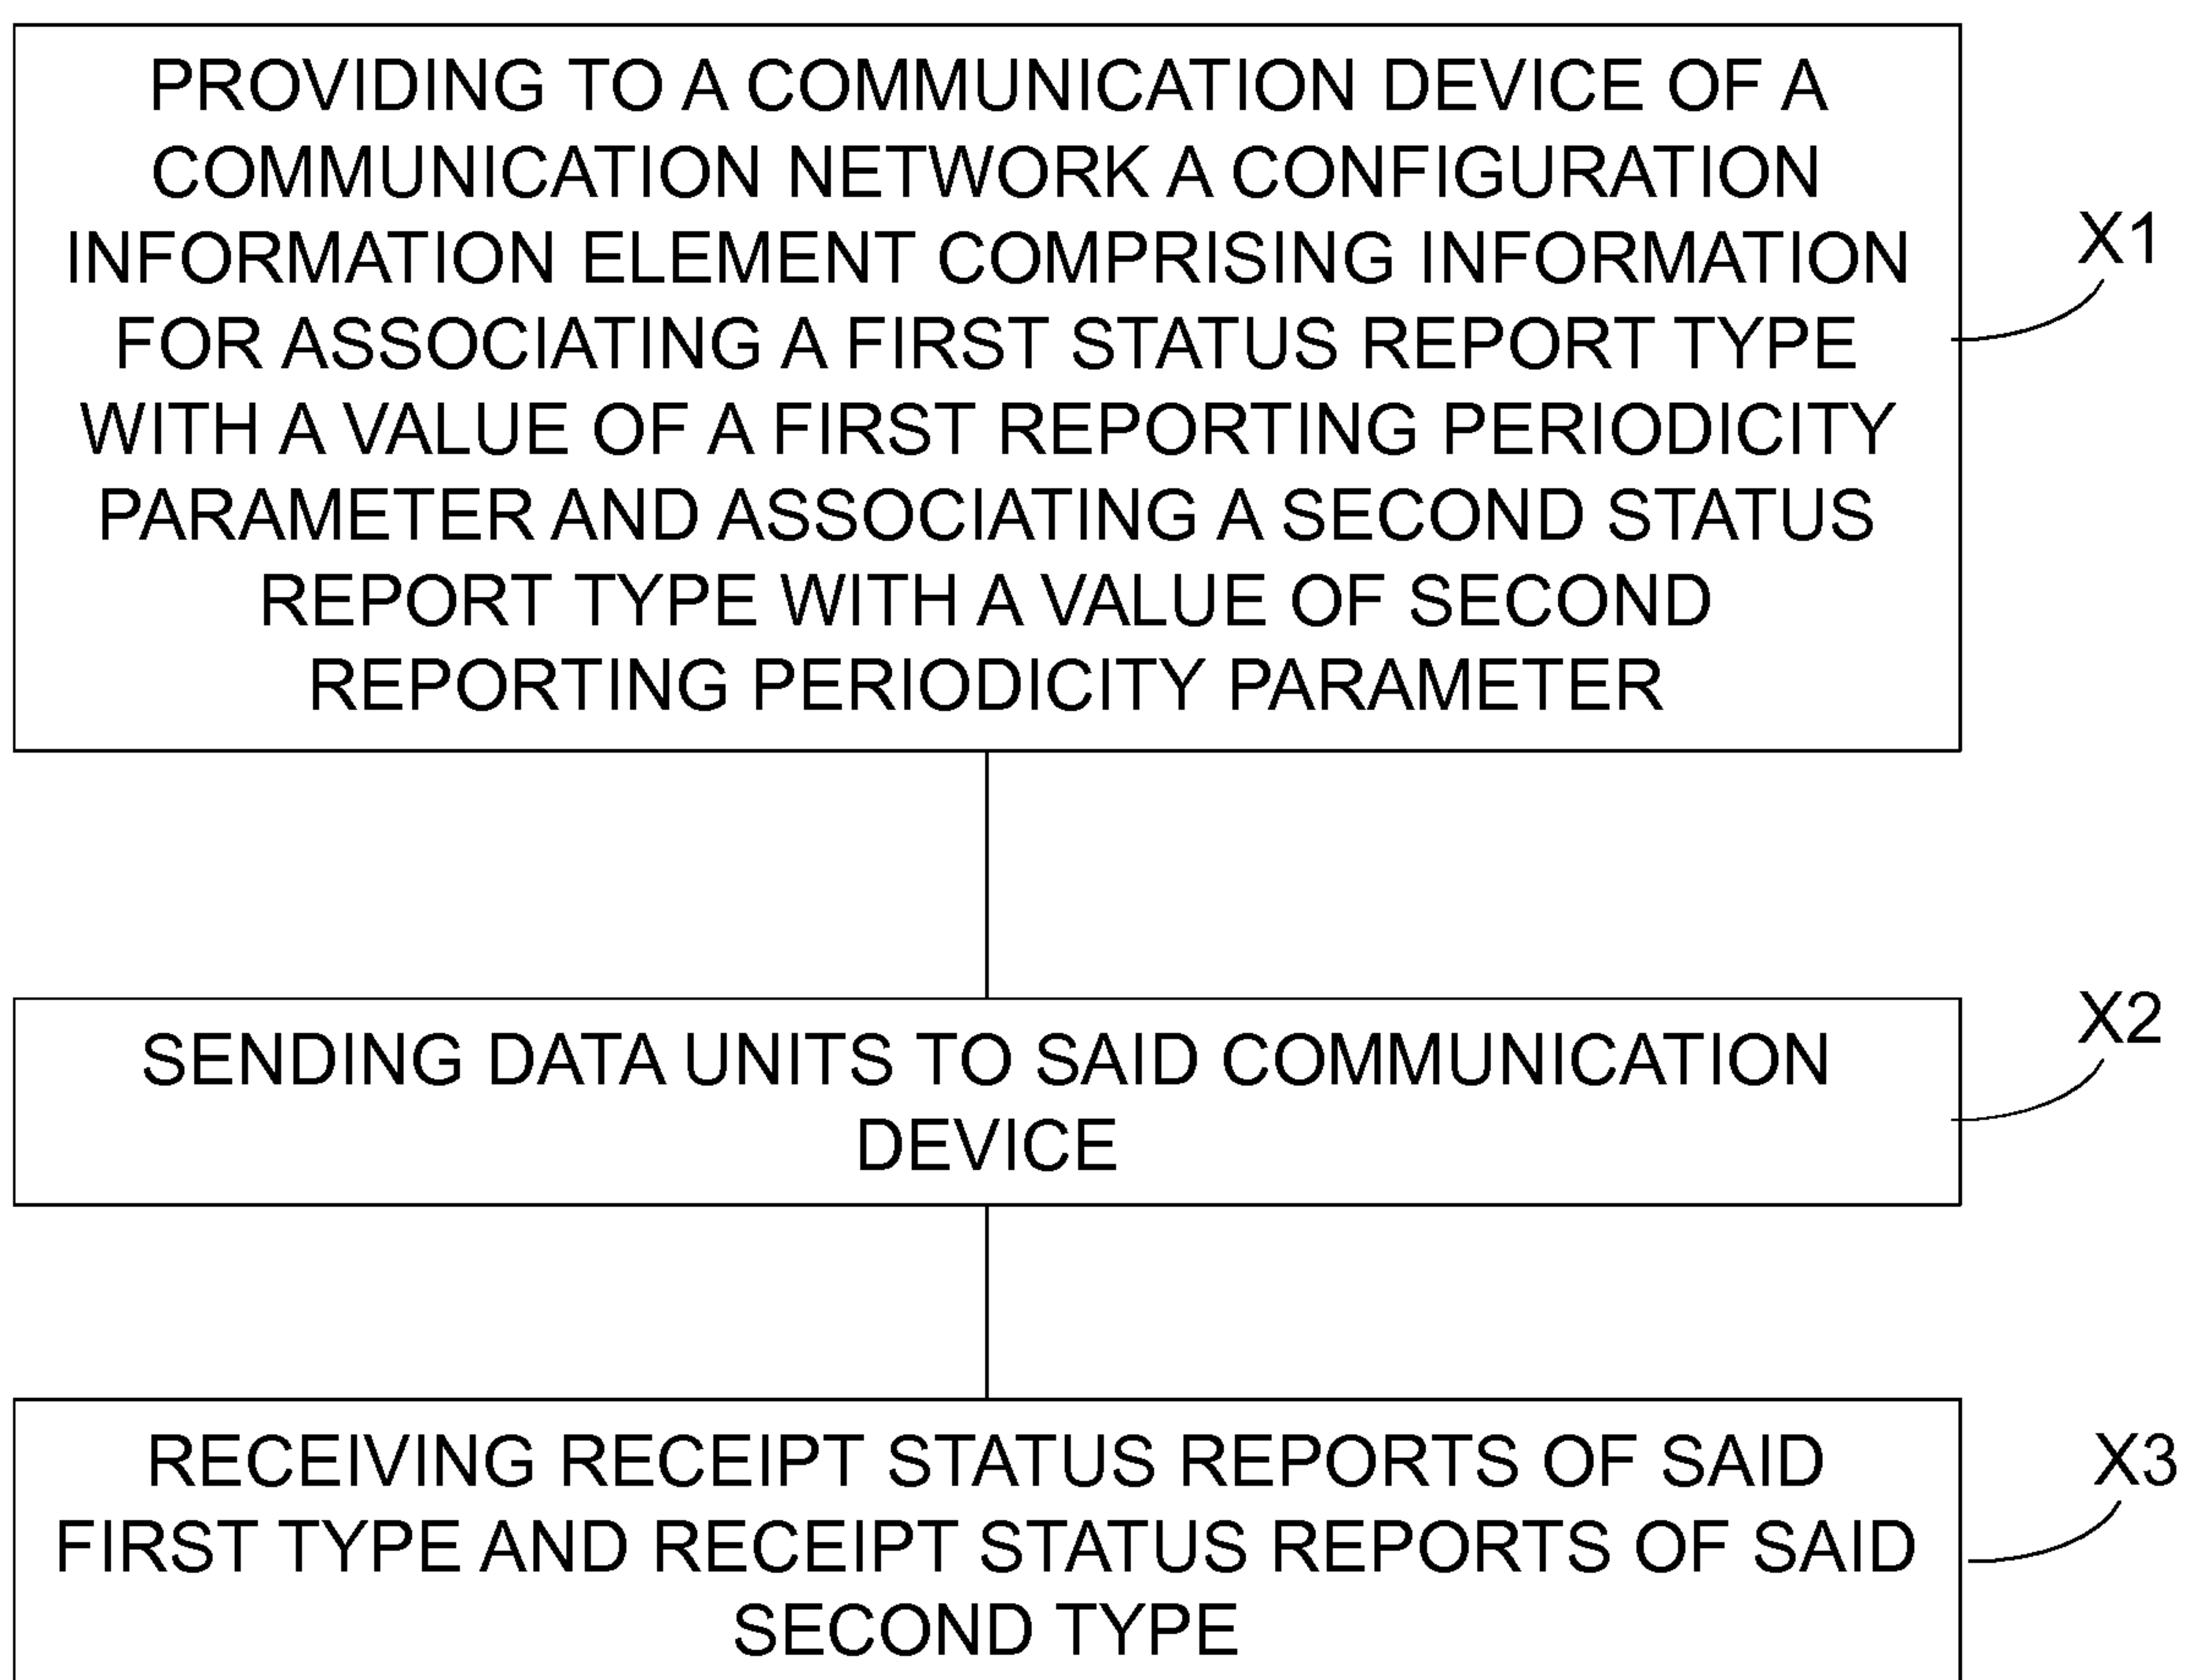 PROVIDING TO A COMMUNICATION DEVICE OF A
COMMUNICATION NETWORK A CONFIGURATION
INFORMATION ELEMENT COMPRISING INFORMATION
FOR ASSOCIATING A FIRST STATUS REPORT TYPE
WITH A VALUE OF A FIRST REPORTING PERIODICITY
PARAMETER AND ASSOCIATING A SECOND STATUS
REPORT TYPE WITH A VALUE OF SECOND
REPORTING PERIODICITY PARAMETER
X1
SENDING DATA UNITS TO SAID COMMUNICATION
DEVICE
X2
RECEIVING RECEIPT STATUS REPORTS OF SAID
FIRST TYPE AND RECEIPT STATUS REPORTS OF SAID
SECOND TYPE
X3